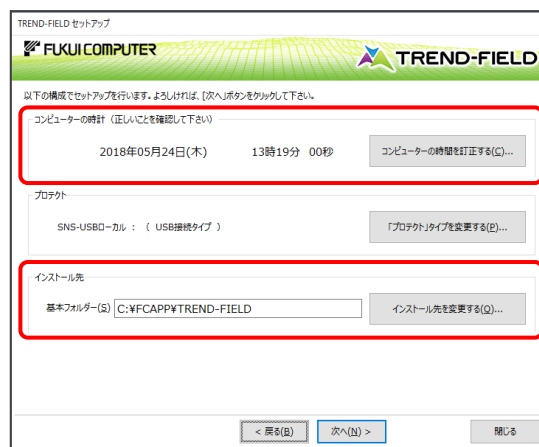 TREND-FIELD セットアップ
FUKUI COMPUTER
TREND-FIELD
以下の構成でセットアップを行います。よろしければ、[次へ]ボタンをクリックして下さい。
コンピューターの時計（正しいことを確認して下さい）
2018年05月24日(木) 13時19分 00秒
コンピューターの時間を訂正する(C)...
プロテクト
SNS-USBローカル ： （ USB接続タイプ ）
「プロテクト」タイプを変更する(P)...
インストール先
基本フォルダー(S) C:¥FCAPP¥TREND-FIELD
インストール先を変更する(O)...
< 戻る(B) 次へ(N) > 閉じる